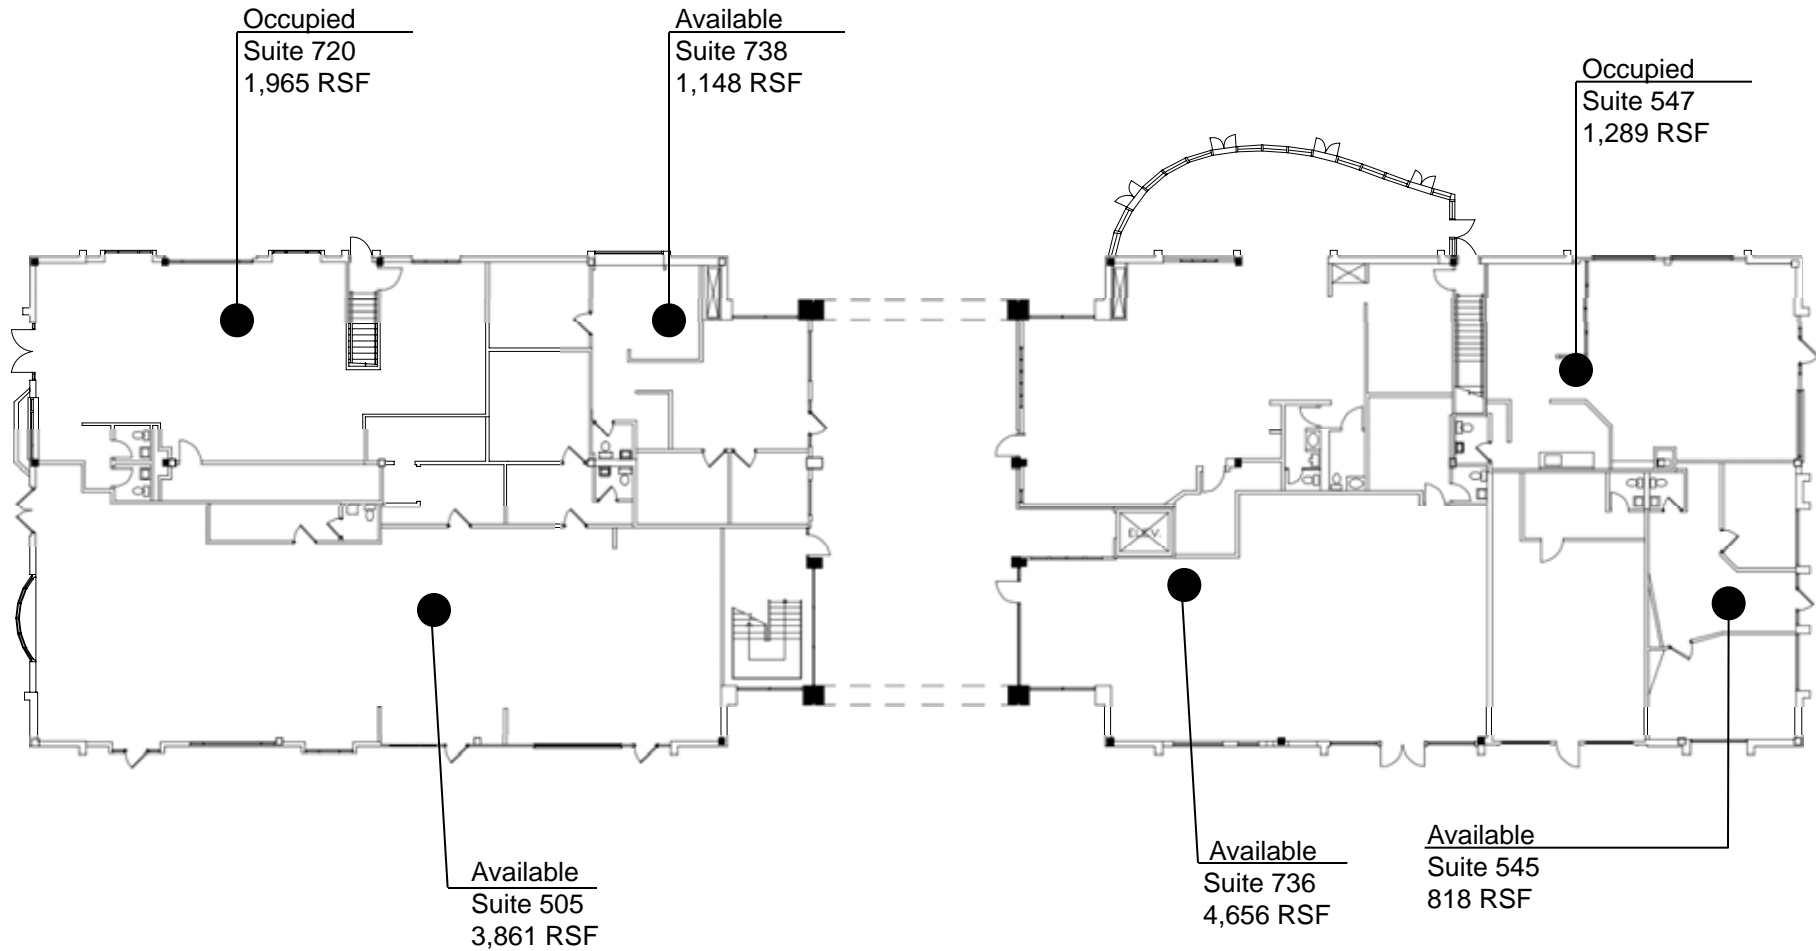 Occupied
Suite 720
1,965 RSF
Available
Suite 738
1,148 RSF
Occupied
Suite 547
1,289 RSF
ELEV.
Available
Suite 505
3,861 RSF
Available
Suite 736
4,656 RSF
Available
Suite 545
818 RSF